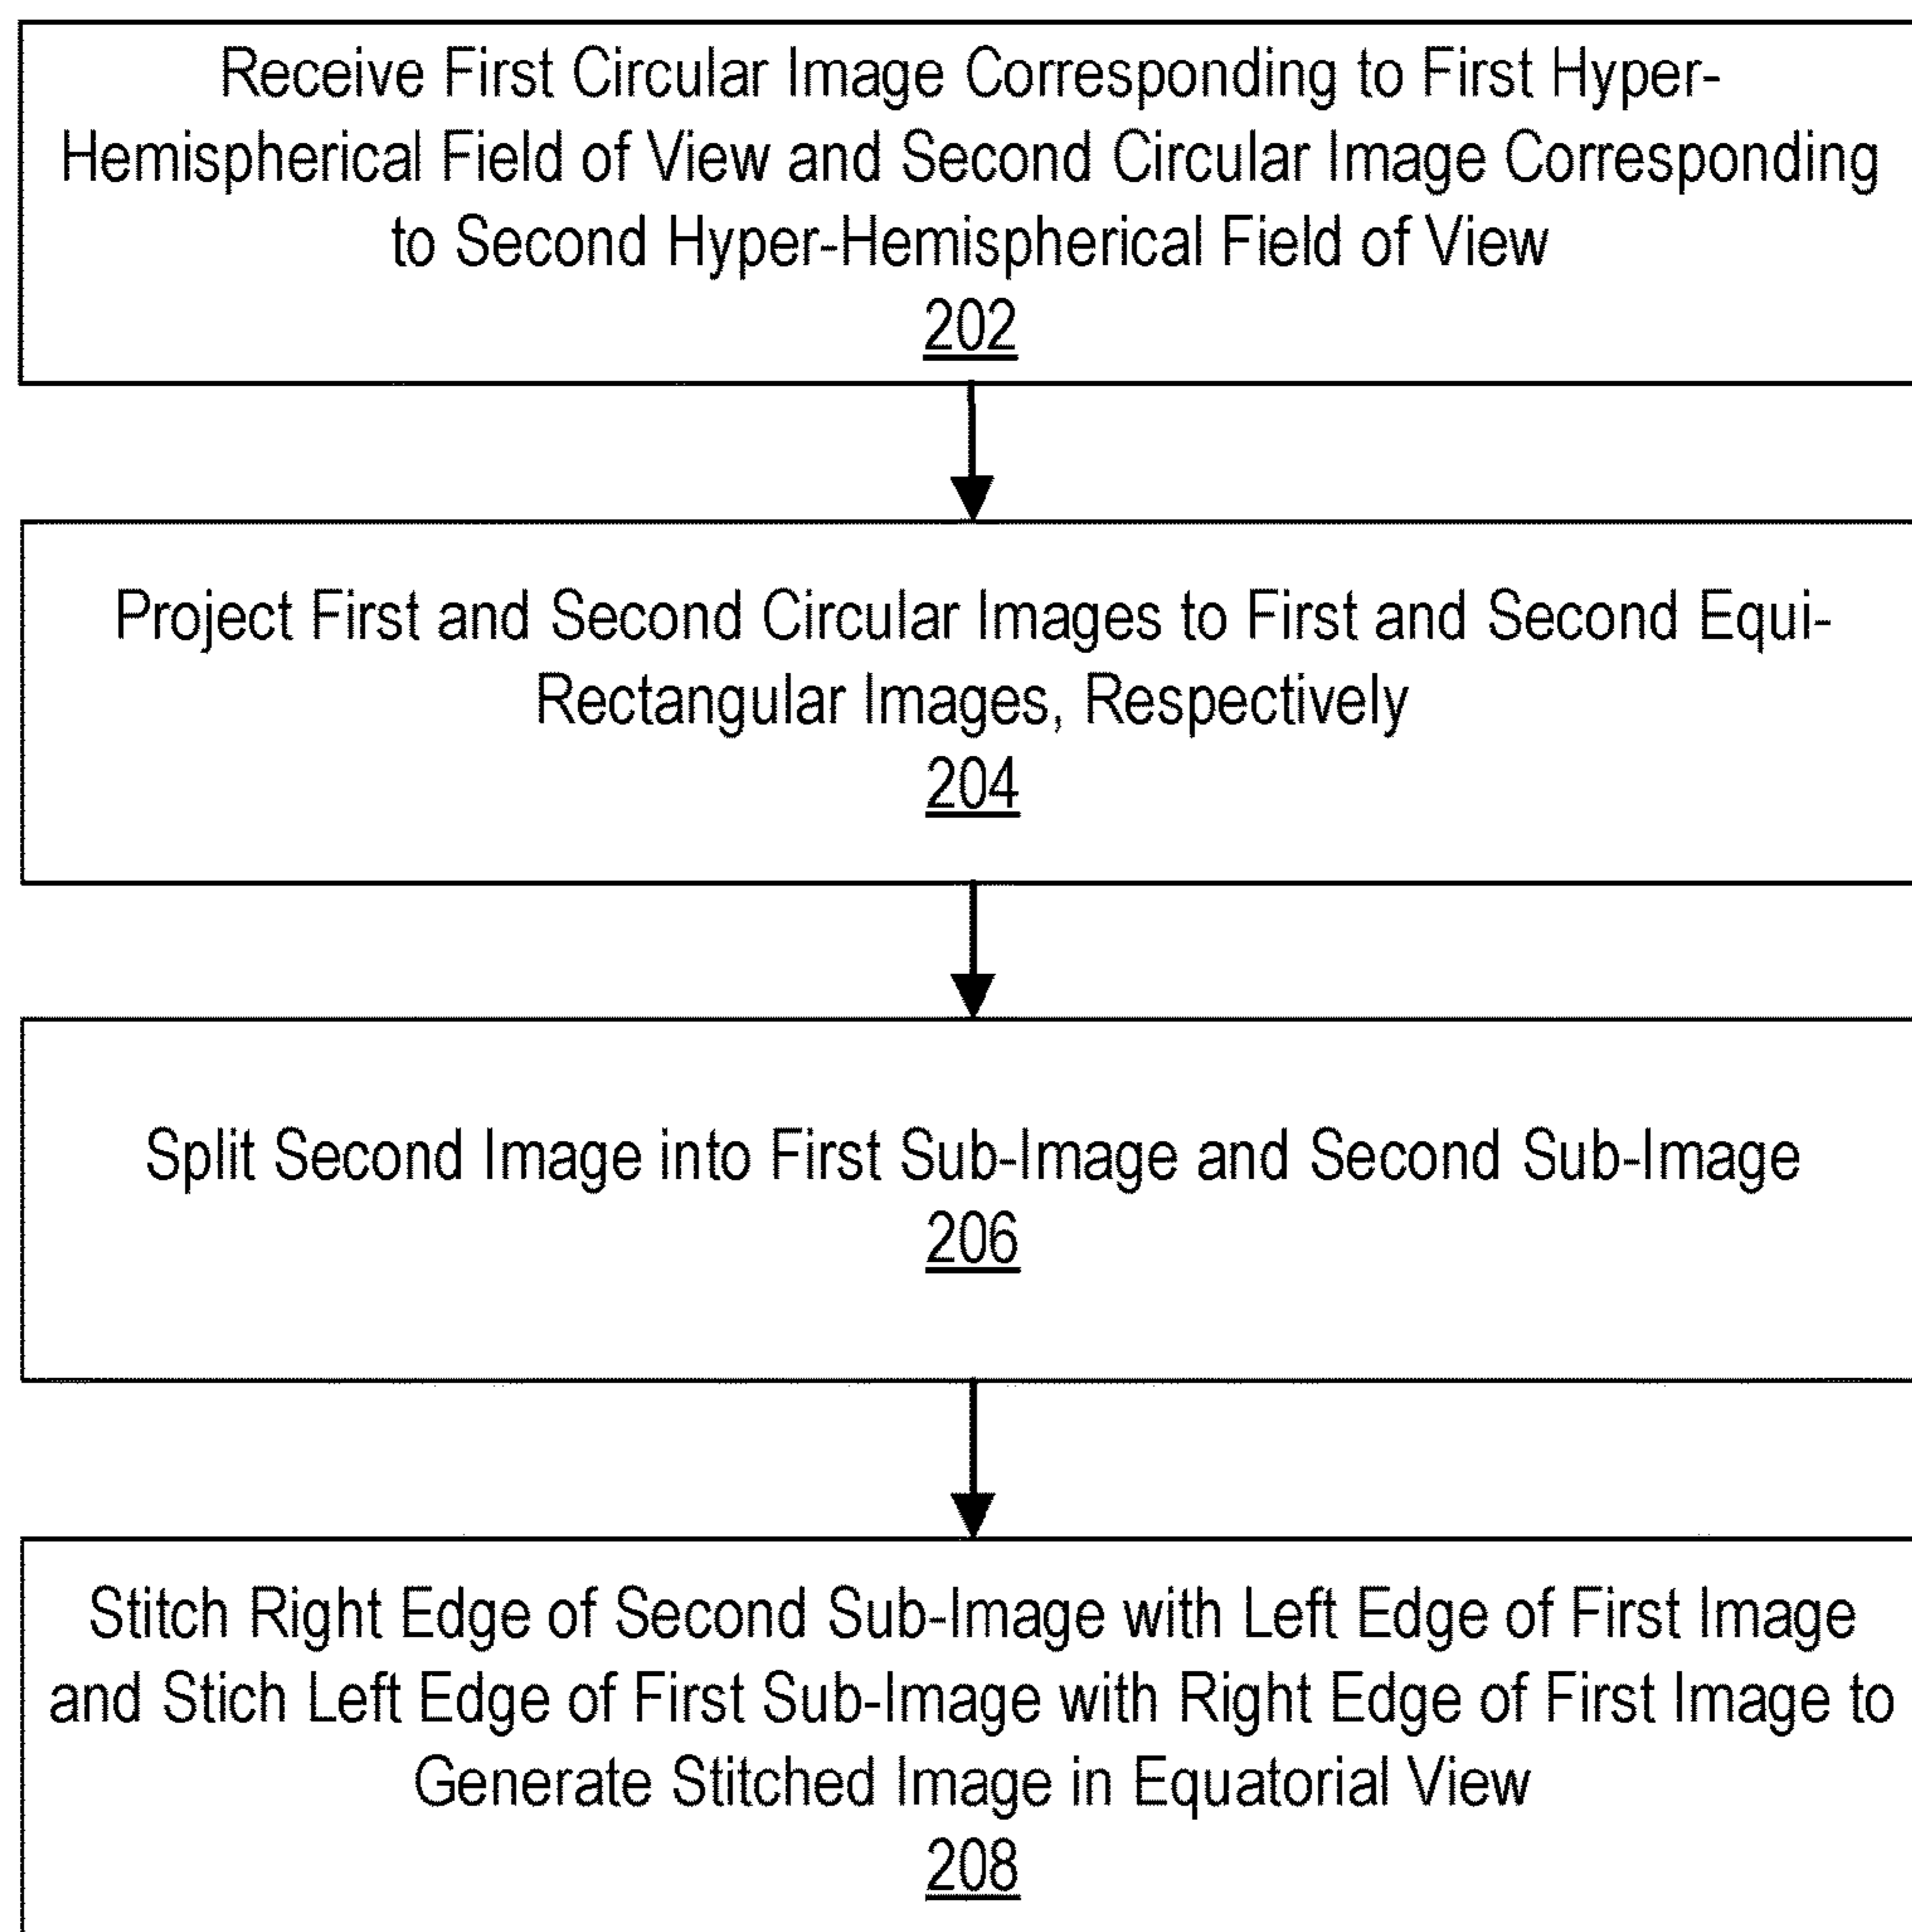 Receive First Circular Image Corresponding to First Hyper-
Hemispherical Field of View and Second Circular Image Corresponding
to Second Hyper-Hemispherical Field of View
202
Project First and Second Circular Images to First and Second Equi-
Rectangular Images, Respectively
204
Split Second Image into First Sub-Image and Second Sub-Image
206
Stitch Right Edge of Second Sub-Image with Left Edge of First Image
and Stich Left Edge of First Sub-Image with Right Edge of First Image to
Generate Stitched Image in Equatorial View
208